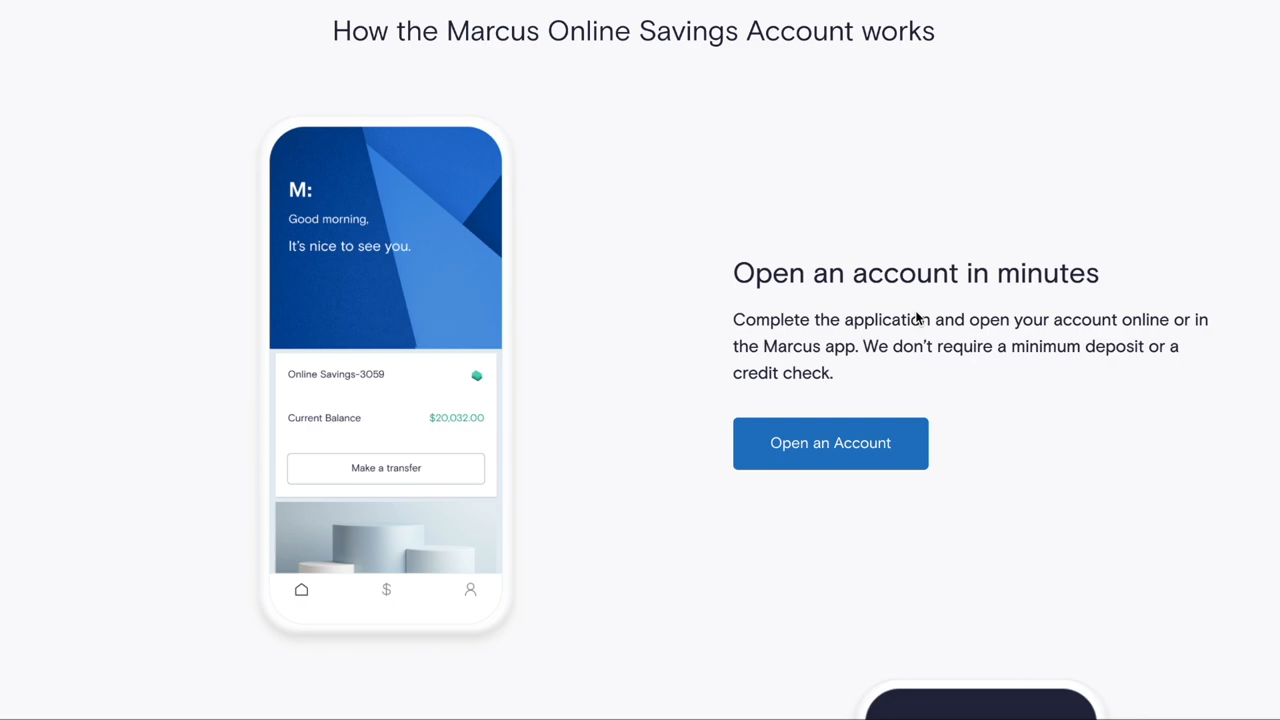 How the Marcus Online Savings Account works
M:
Good morning,
It's nice to see you.
Online Savings-3059
Current Balance $20,032.00
Make a transfer
$
Open an account in minutes
Complete the application and open your account online or in
the Marcus app. We don't require a minimum deposit or a
credit check.
Open an Account